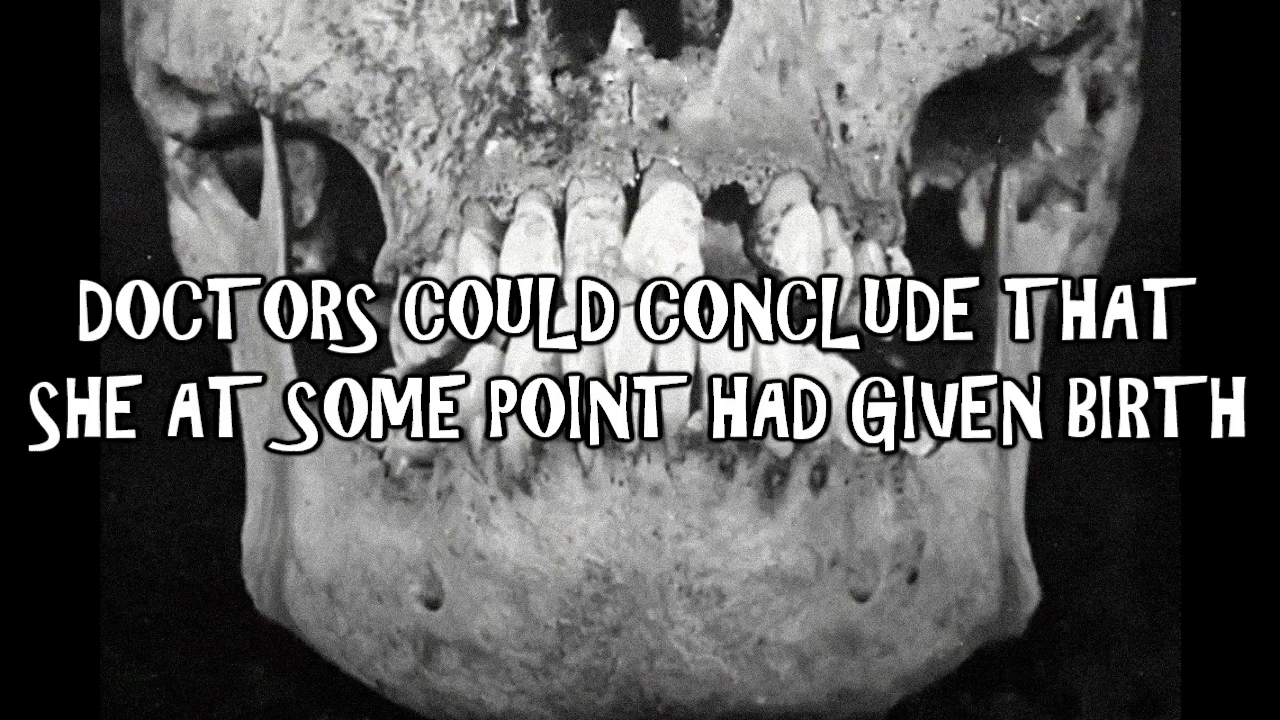 DOCTORS COULD CONCLUDE THAT
SHE AT SOME POINT HAD GIVEN BIRTH